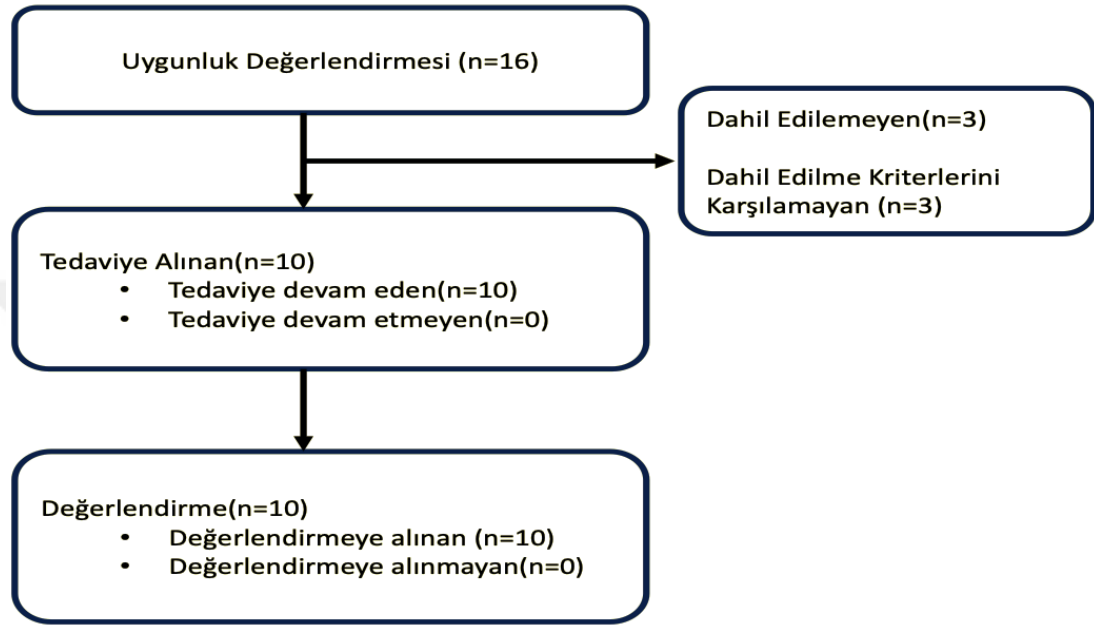 Uygunluk Değerlendirmesi (n=16)
Dahil Edilemeyen(n=3)
Dahil Edilme Kriterlerini
Karşılamayan (n=3)
Tedaviye Alınan(n=10)
• Tedaviye devam eden(n=10)
• Tedaviye devam etmeyen(n=0)
Değerlendirme(n=10)
• Değerlendirmeye alınan (n=10)
• Değerlendirmeye alınmayan(n=0)